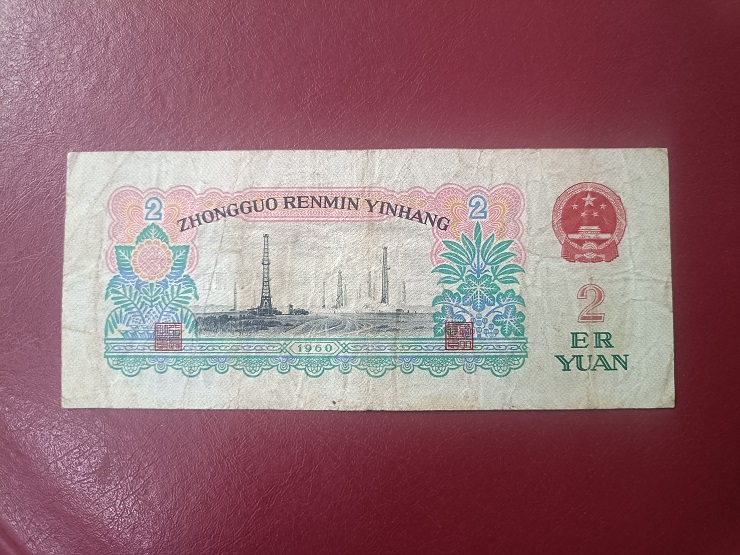 2 2
ZHONGGUO RENMIN YINHANG
2
ER
YUAN
1960